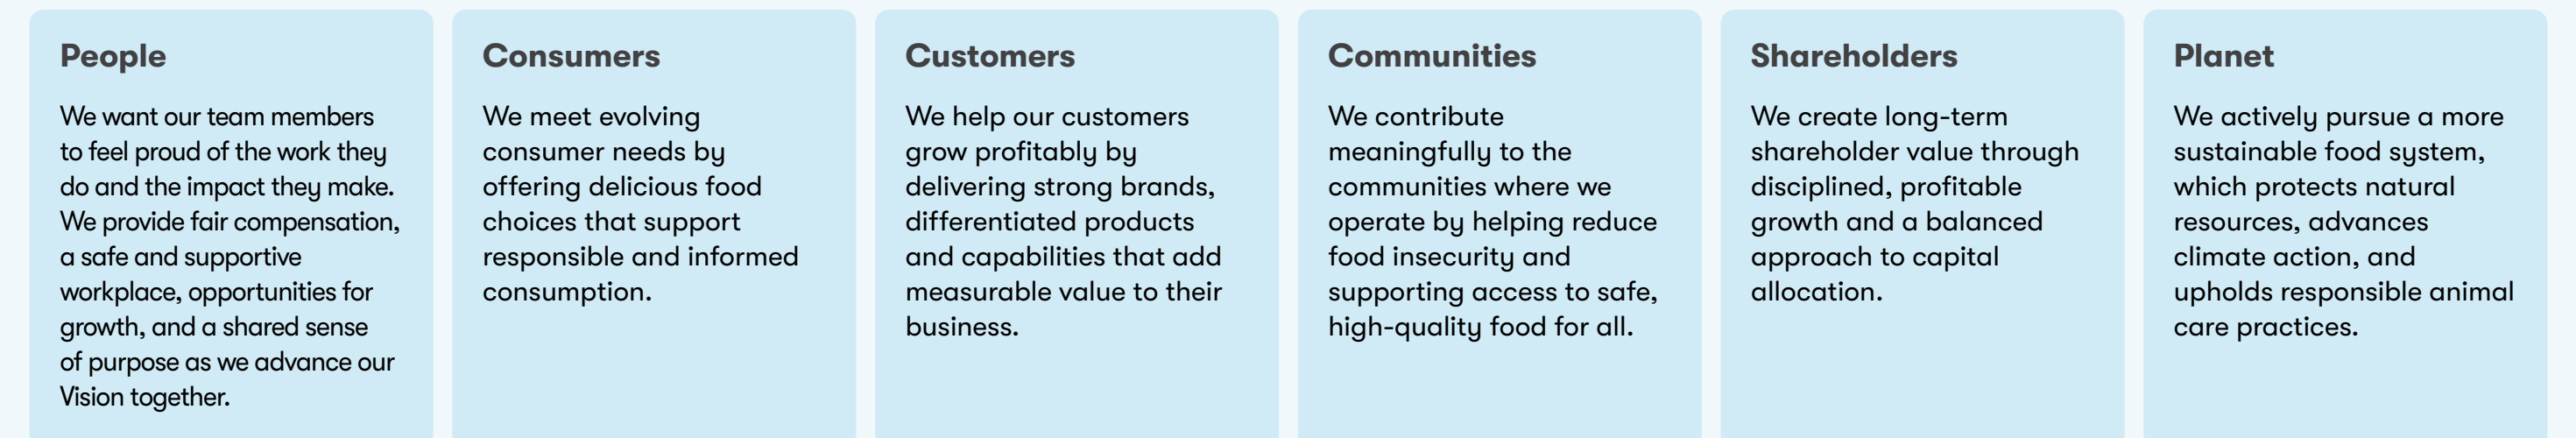 People
We want our team members
to feel proud of the work they
do and the impact they make.
We provide fair compensation,
a safe and supportive
workplace, opportunities for
growth, and a shared sense
of purpose as we advance our
Vision together.
Consumers
We meet evolving
consumer needs by
offering delicious food
choices that support
responsible and informed
consumption.
Customers
We help our customers
grow profitably by
delivering strong brands,
differentiated products
and capabilities that add
measurable value to their
business.
Communities
We contribute
meaningfully to the
communities where we
operate by helping reduce
food insecurity and
supporting access to safe,
high-quality food for all.
Shareholders
We create long-term
shareholder value through
disciplined, profitable
growth and a balanced
approach to capital
allocation.
Planet
We actively pursue a more
sustainable food system,
which protects natural
resources, advances
climate action, and
upholds responsible animal
care practices.